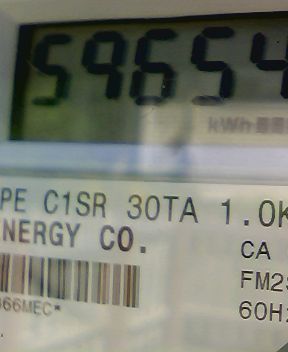 59654
kWh
PE C1SR 30TA 1.0K
NERGY CO.
CA
FM2S
66MEC*
60H